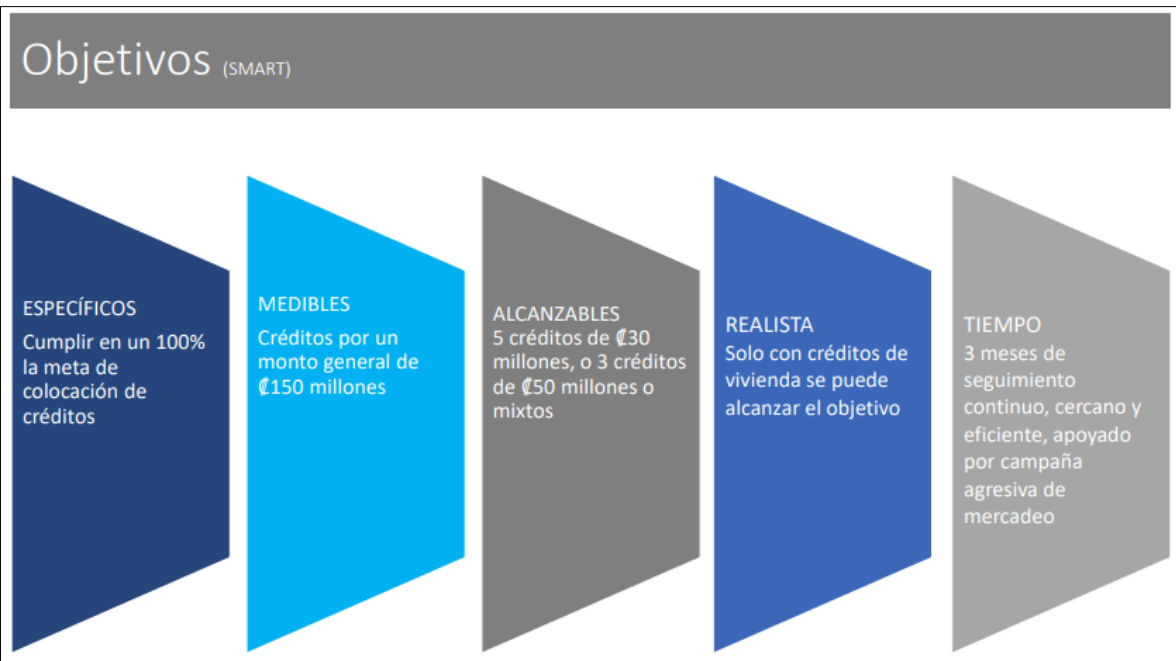 Objetivos (SMART)
ESPECÍFICOS
Cumplir en un 100%
la meta de
colocación de
créditos
MEDIBLES
Créditos por un
monto general de
₡150 millones
ALCANZABLES
5 créditos de ₡30
millones, o 3 créditos
de ₡50 millones o
mixtos
REALISTA
Solo con créditos de
vivienda se puede
alcanzar el objetivo
TIEMPO
3 meses de
seguimiento
continuo, cercano y
eficiente, apoyado
por campaña
agresiva de
mercadeo